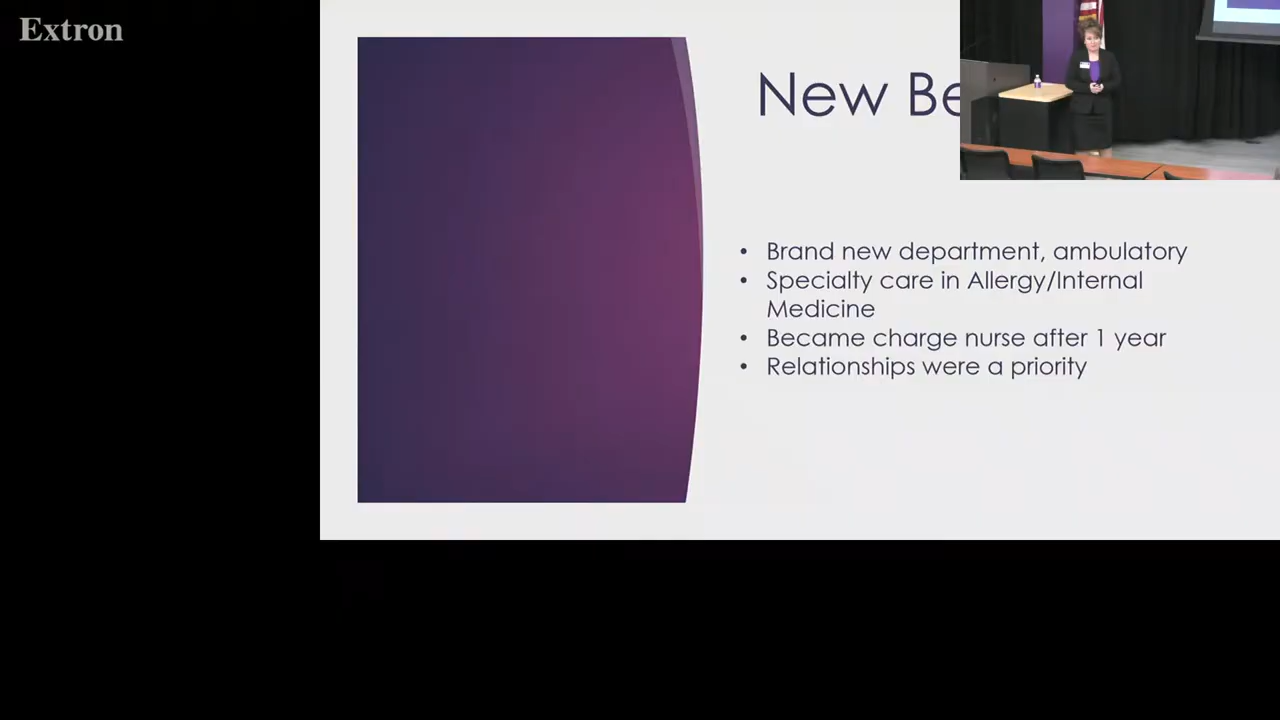 Extron
New
• Brand new department, ambulatory
• Specialty care in Allergy/Internal
Medicine
• Became charge nurse after 1 year
• Relationships were a priority